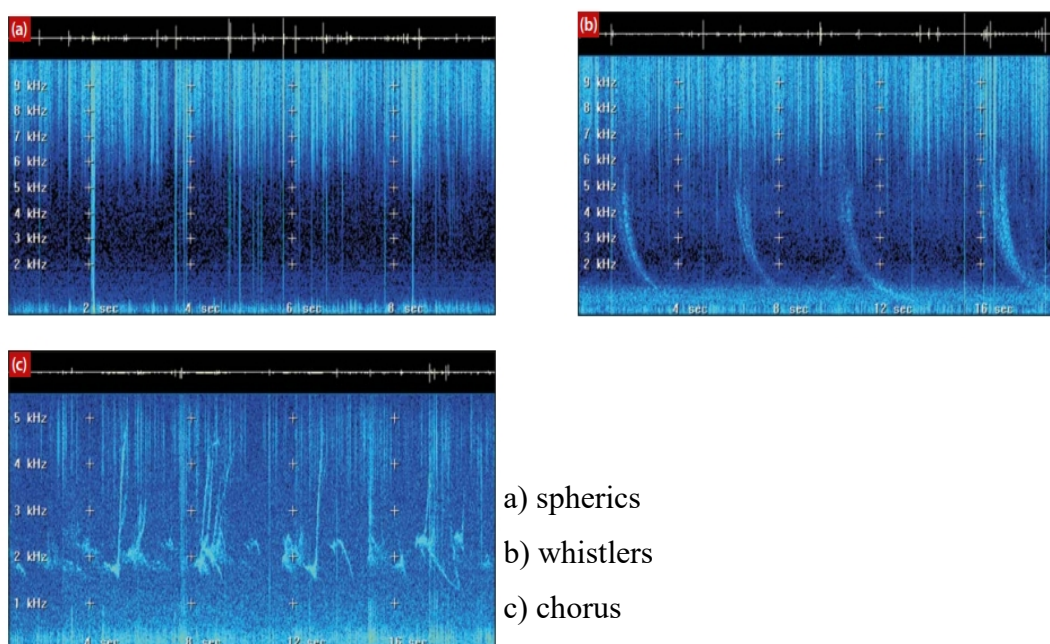 (a)
9 kHz
8 kHz
7 kHz
6 kHz
5 kHz
4 kHz
3 kHz
2 kHz
2 sec 4 sec 6 sec 8 sec
(b)
9 kHz
8 kHz
7 kHz
6 kHz
5 kHz
4 kHz
3 kHz
2 kHz
4 sec 8 sec 12 sec 16 sec
(c)
5 kHz
4 kHz
3 kHz
2 kHz
1 kHz
4 sec 8 sec 12 sec 16 sec
a) spherics
b) whistlers
c) chorus